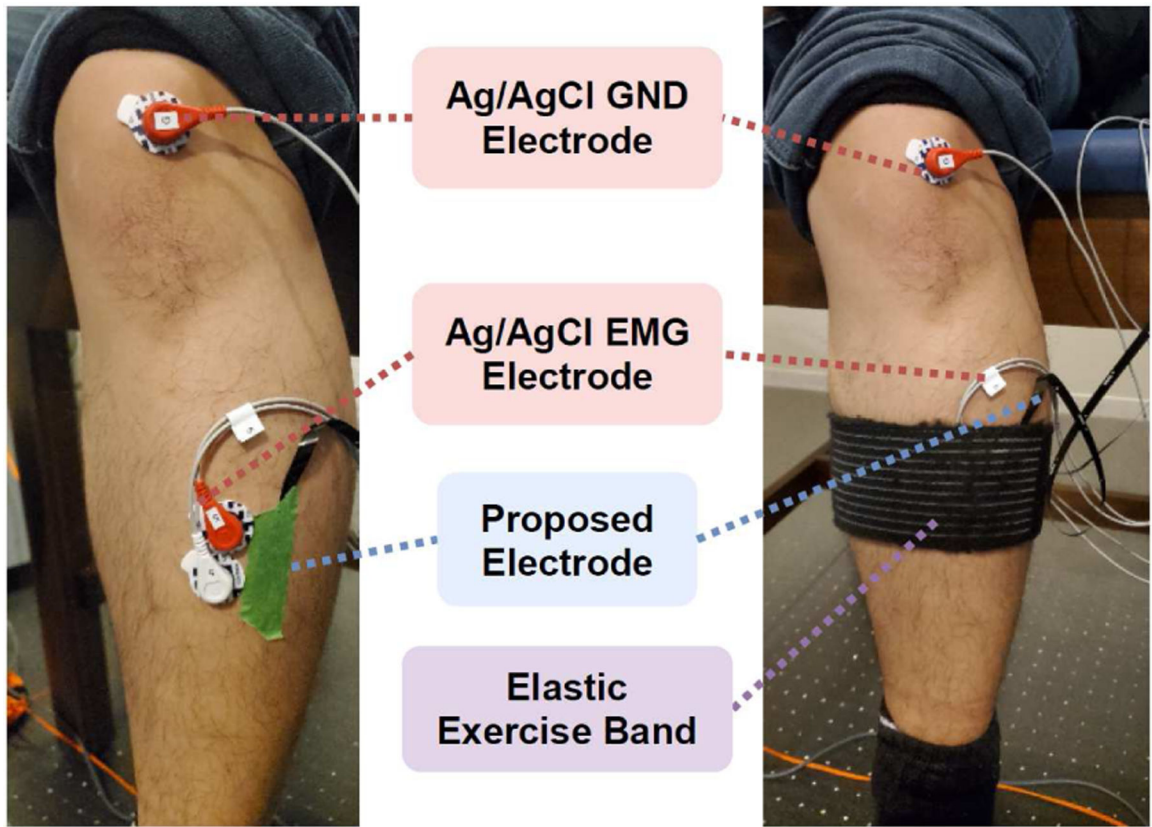 Ag/AgCl GND
Electrode
Ag/AgCl EMG
Electrode
Proposed
Electrode
Elastic
Exercise Band
G
G